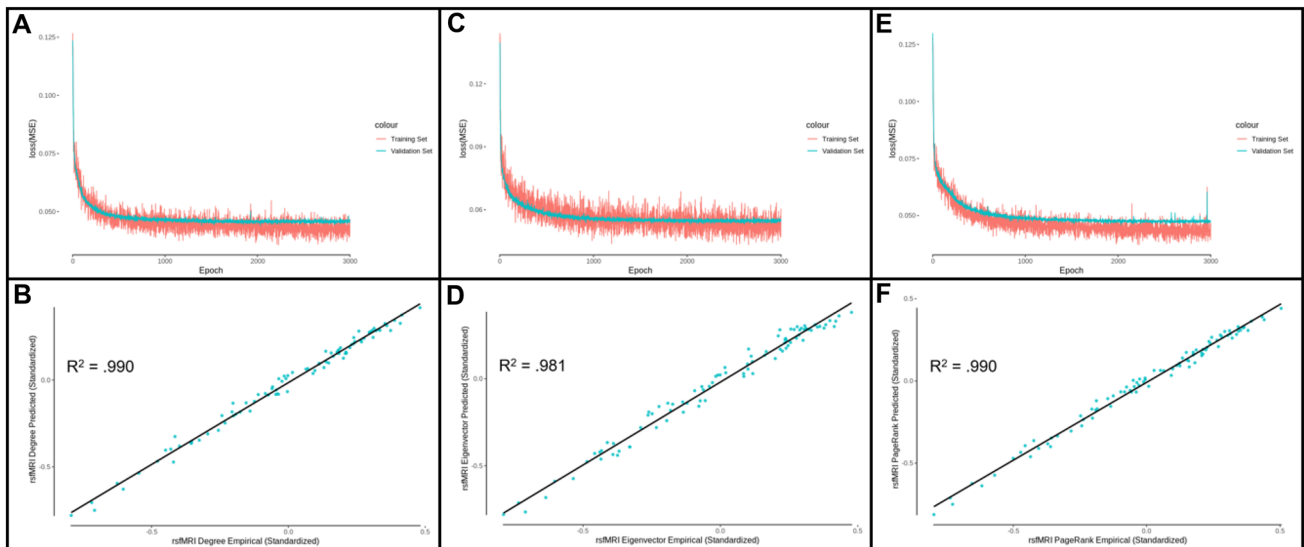 A
0.125
0.100
0.075
0.050
loss(MSE)
0
1000
2000
3000
Epoch
colour
Training Set
Validation Set
C
0.12
0.09
0.06
loss(MSE)
0
1000
2000
3000
Epoch
colour
Training Set
Validation Set
E
0.125
0.100
0.075
0.050
loss(MSE)
0
1000
2000
3000
Epoch
colour
Training Set
Validation Set
B
R² = .990
0.0
-0.5
rsfMRI Degree Predicted (Standardized)
-0.5
0.0
0.5
rsfMRI Degree Empirical (Standardized)
D
R² = .981
0.0
-0.5
rsfMRI Eigenvector Predicted (Standardized)
-0.5
0.0
0.5
rsfMRI Eigenvector Empirical (Standardized)
F
0.5
R² = .990
0.0
-0.5
rsfMRI PageRank Predicted (Standardized)
-0.5
0.0
0.5
rsfMRI PageRank Empirical (Standardized)